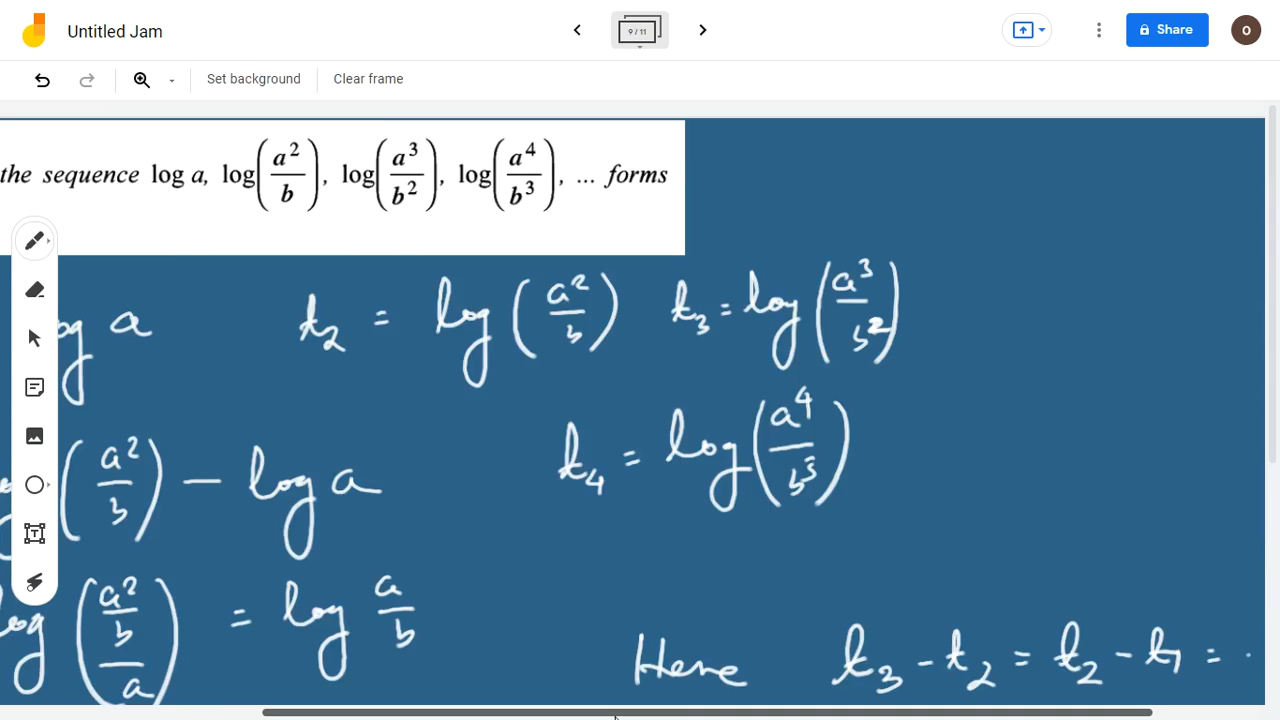 Untitled Jam
9 / 11
Share
O
Set background
Clear frame
the sequence log a, log(a²/b), log(a³/b²), log(a⁴/b³), ... forms
log a t₂ = log(a²/b) t₃ = log(a³/b²)
t₄ = log(a⁴/b³)
(a²/b) - log a
log((a²/b)/a) = log a/b
Here t₃ - t₂ = t₂ - t₁ = .